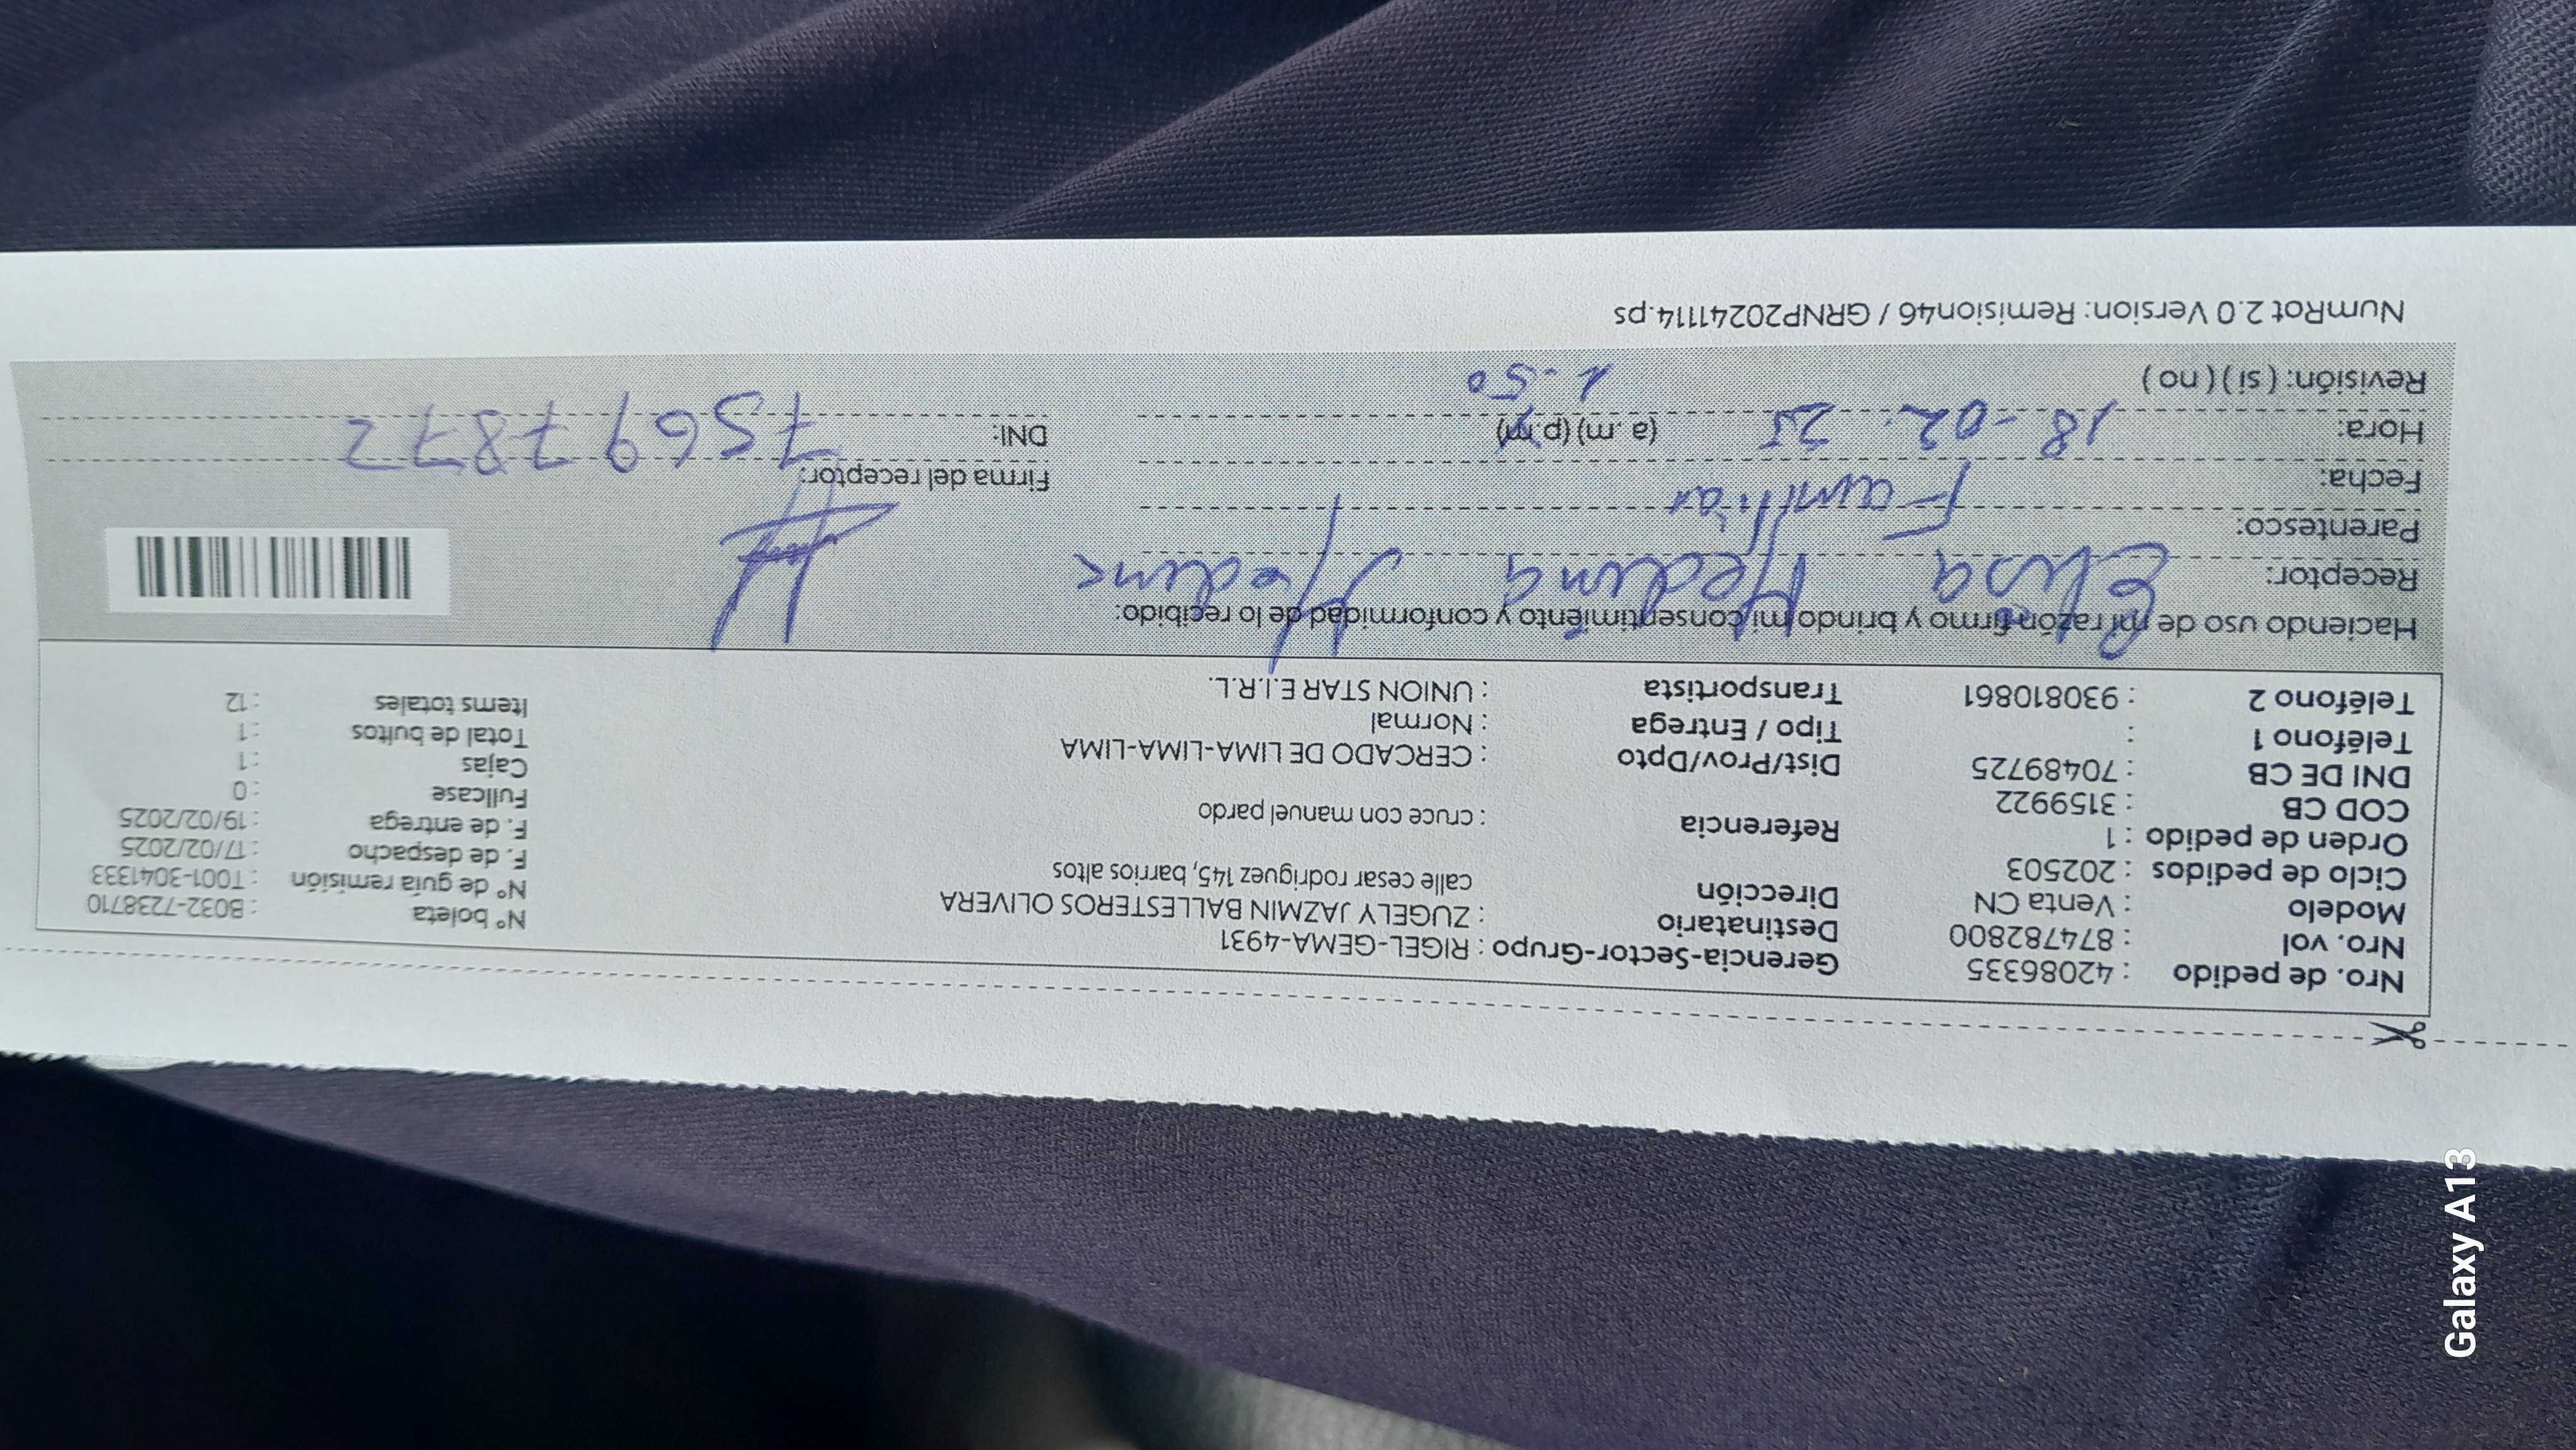 Nro. de pedido : 42086335
Nro. vol : 874782800
Modelo : Venta CN
Ciclo de pedidos : 202503
Orden de pedido : 1
COD CB : 3159922
DNI DE CB : 70489725
Teléfono 1 :
Teléfono 2 : 930810861
Gerencia-Sector-Grupo : RIGEL-GEMA-4931
Destinatario : ZUGELY JAZMIN BALLESTEROS OLIVERA
Dirección calle cesar rodriguez 145, barrios altos
Referencia : cruce con manuel pardo
Dist/Prov/Dpto : CERCADO DE LIMA-LIMA-LIMA
Tipo / Entrega : Normal
Transportista : UNION STAR E.I.R.L.
N° boleta : B032-7238710
N° de guía remisión : T001-3041333
F. de despacho : 17/02/2025
F. de entrega : 19/02/2025
Fullcase : 0
Cajas : 1
Total de bultos : 1
Items totales : 12
Haciendo uso de mi razón firmo y brindo mi consentimiento y conformidad de lo recibido:
Receptor: Elisa Medina Medina
Parentesco: Familiar
Fecha:
Hora: 18-02-25 (a.m) (p.m)
1-50
Revisión: ( si ) ( no )
Firma del receptor:
DNI: 75697872
NumRot 2.0 Version: Remision46 / GRNP20241114.ps
Galaxy A13